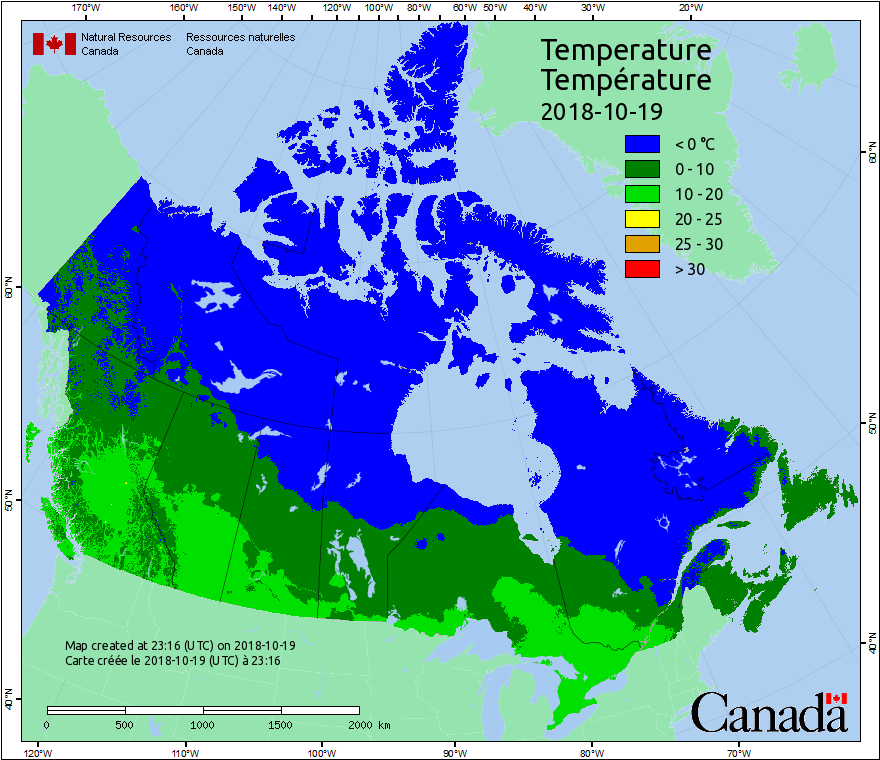 170°W 160°W 150°W 140°W 120°W 100°W 80°W 60°W 50°W 40°W 30°W 20°W
Natural Resources Ressources naturelles
Canada Canada
Temperature
Température
2018-10-19
< 0 °C
0 - 10
10 - 20
20 - 25
25 - 30
> 30
60°N
60°N
50°N
50°N
40°N
40°N
Map created at 23:16 (UTC) on 2018-10-19
Carte créée le 2018-10-19 (UTC) à 23:16
0 500 1000 1500 2000 km
Canada
120°W 110°W 100°W 90°W 80°W 70°W